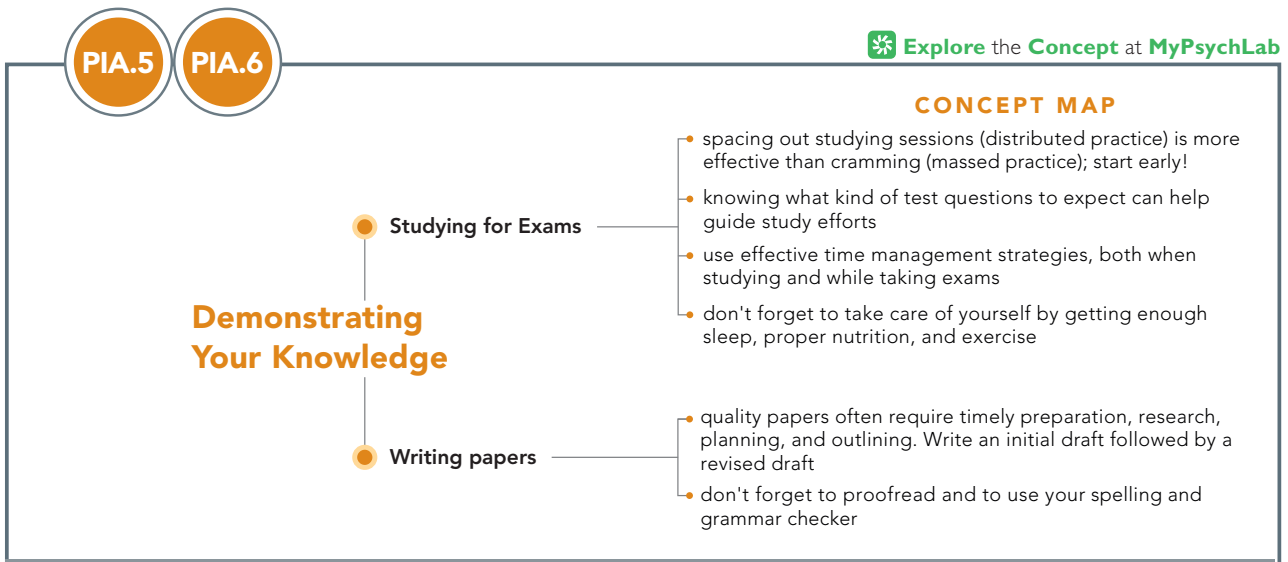 PIA.5 PIA.6
Explore the Concept at MyPsychLab
CONCEPT MAP
Demonstrating
Your Knowledge
Studying for Exams
spacing out studying sessions (distributed practice) is more
effective than cramming (massed practice); start early!
knowing what kind of test questions to expect can help
guide study efforts
use effective time management strategies, both when
studying and while taking exams
don't forget to take care of yourself by getting enough
sleep, proper nutrition, and exercise
Writing papers
quality papers often require timely preparation, research,
planning, and outlining. Write an initial draft followed by a
revised draft
don't forget to proofread and to use your spelling and
grammar checker